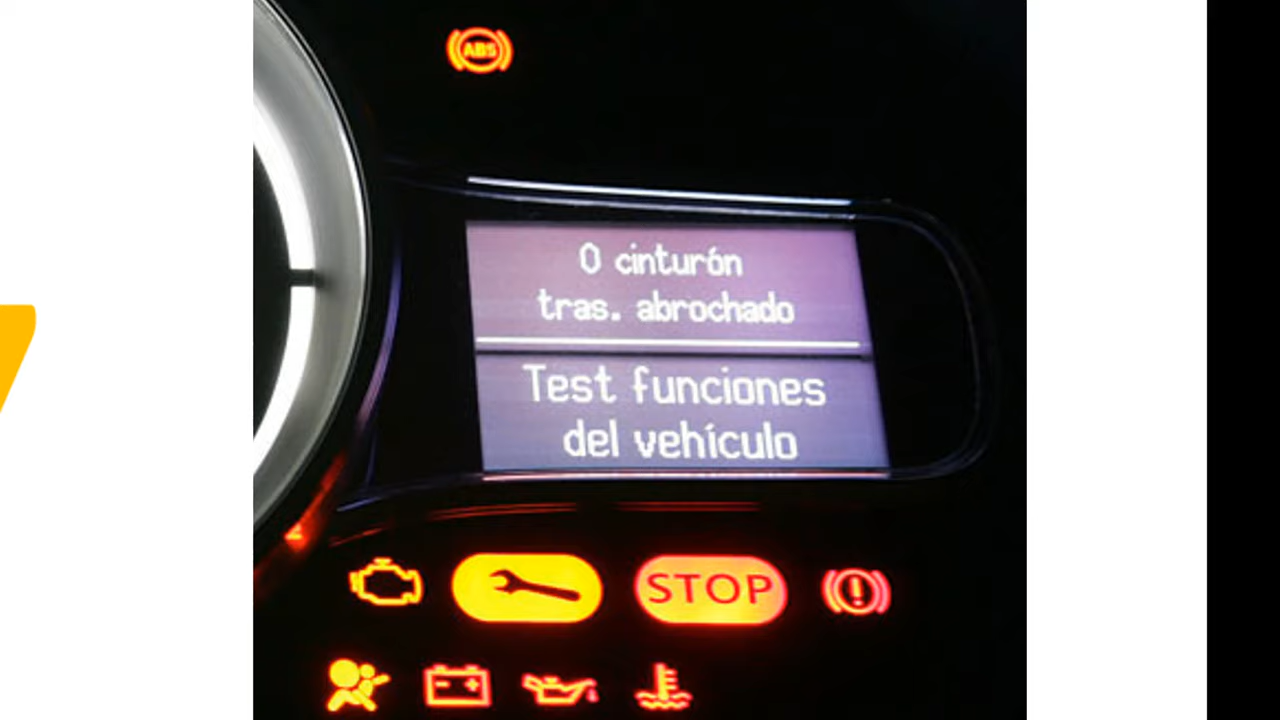 ABS
0 cinturón
tras. abrochado
Test funciones
del vehículo
STOP